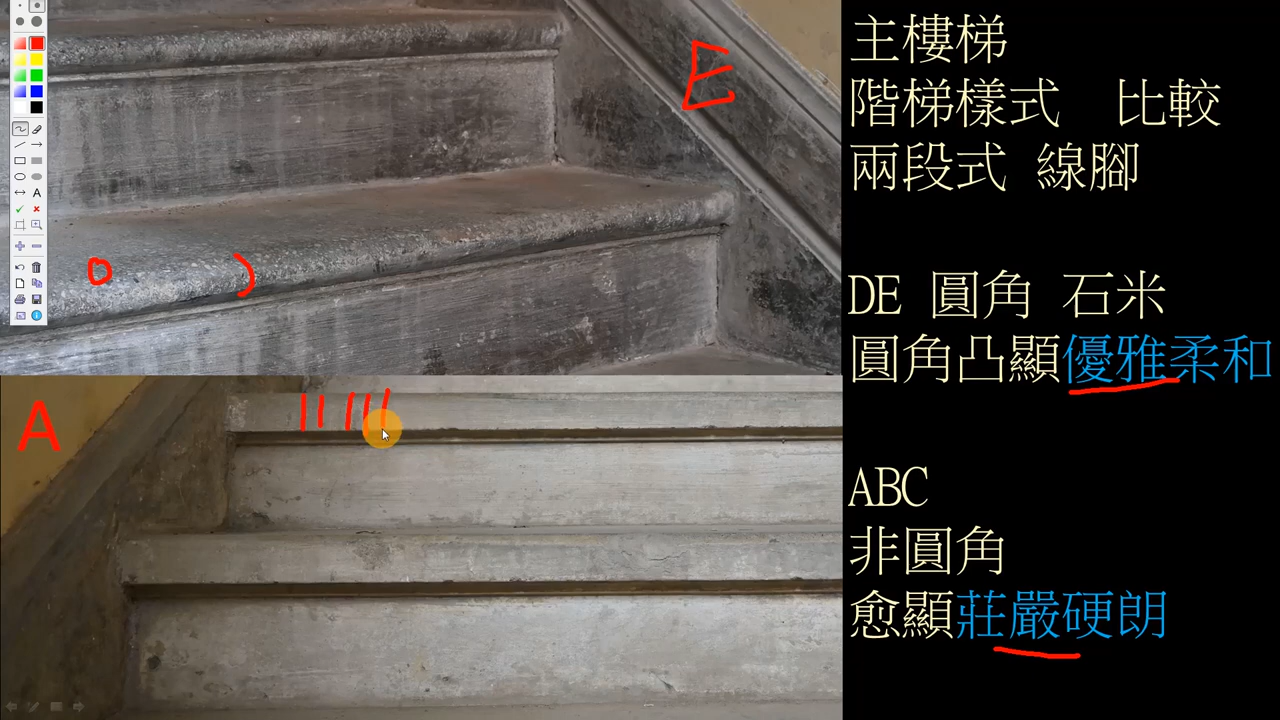 主樓梯
階梯樣式 比較
兩段式 線腳
DE 圓角 石米
圓角凸顯優雅柔和
ABC
非圓角
愈顯莊嚴硬朗
E
A
A